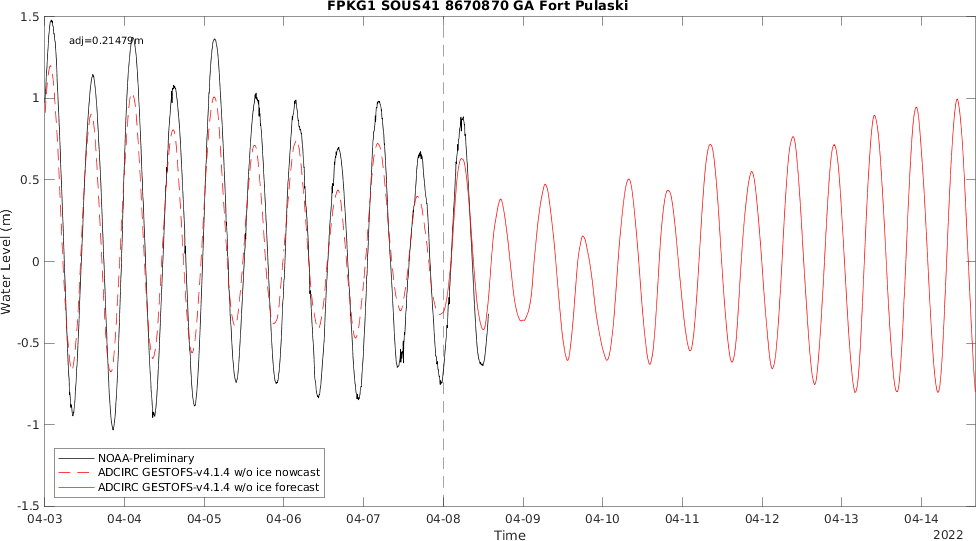 FPKG1 SOUS41 8670870 GA Fort Pulaski
adj=0.21479m
1.5
1
0.5
0
-0.5
-1
-1.5
Water Level (m)
NOAA-Preliminary
ADCIRC GESTOFS-v4.1.4 w/o ice nowcast
ADCIRC GESTOFS-v4.1.4 w/o ice forecast
04-03 04-04 04-05 04-06 04-07 04-08 04-09 04-10 04-11 04-12 04-13 04-14
Time
2022